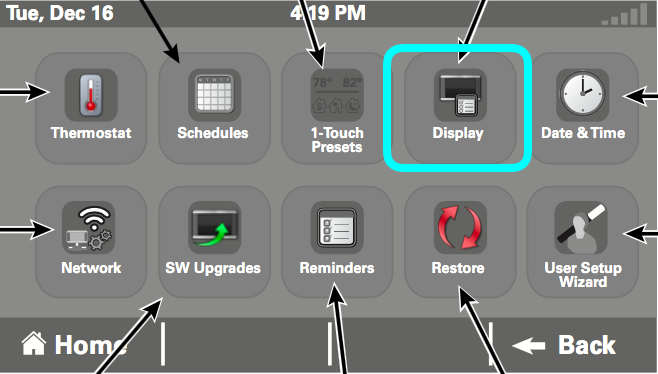 Tue, Dec 16
4:19 PM
Thermostat
Schedules
78° 82°
1-Touch
Presets
Display
Date & Time
Network
SW Upgrades
Reminders
Restore
User Setup
Wizard
Home
Back